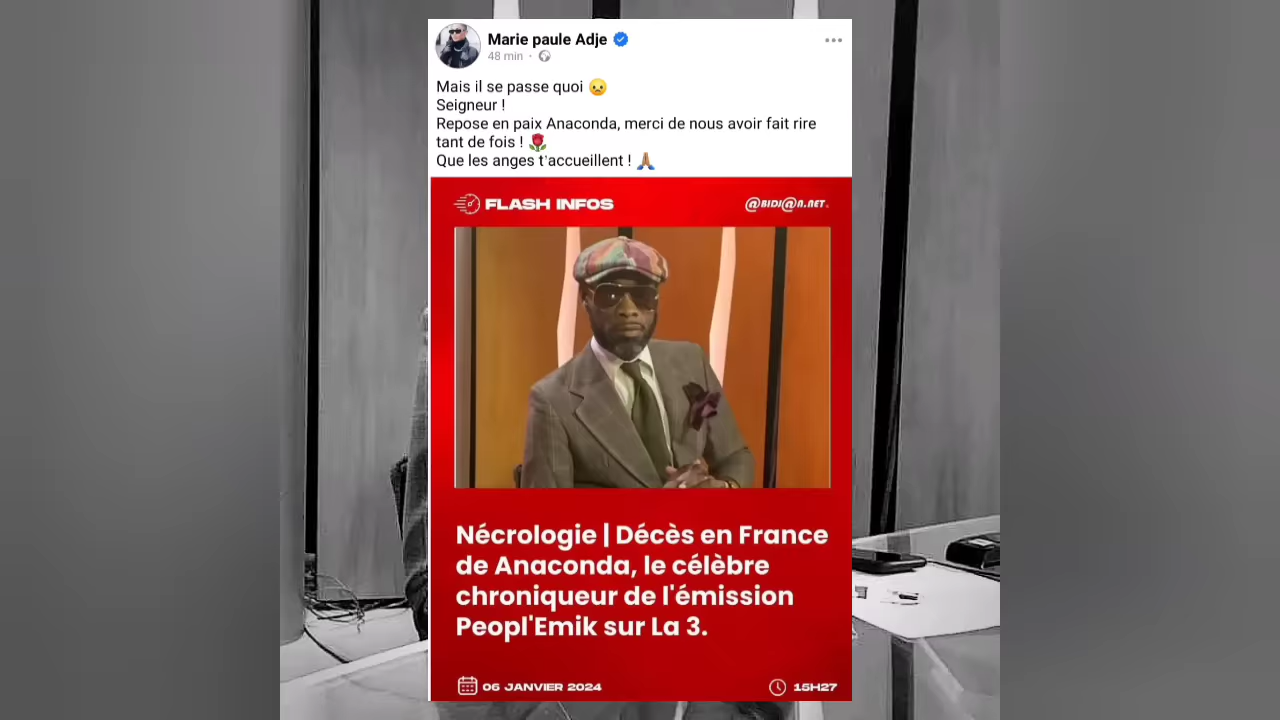 Marie paule Adje
48 min ·
Mais il se passe quoi 😠
Seigneur !
Repose en paix Anaconda, merci de nous avoir fait rire
tant de fois ! 🌹
Que les anges t'accueillent ! 🙏🏽
FLASH INFOS
@BIDJ@N.NET
Nécrologie | Décès en France
de Anaconda, le célèbre
chroniqueur de l'émission
Peopl'Emik sur La 3.
06 JANVIER 2024
15H27